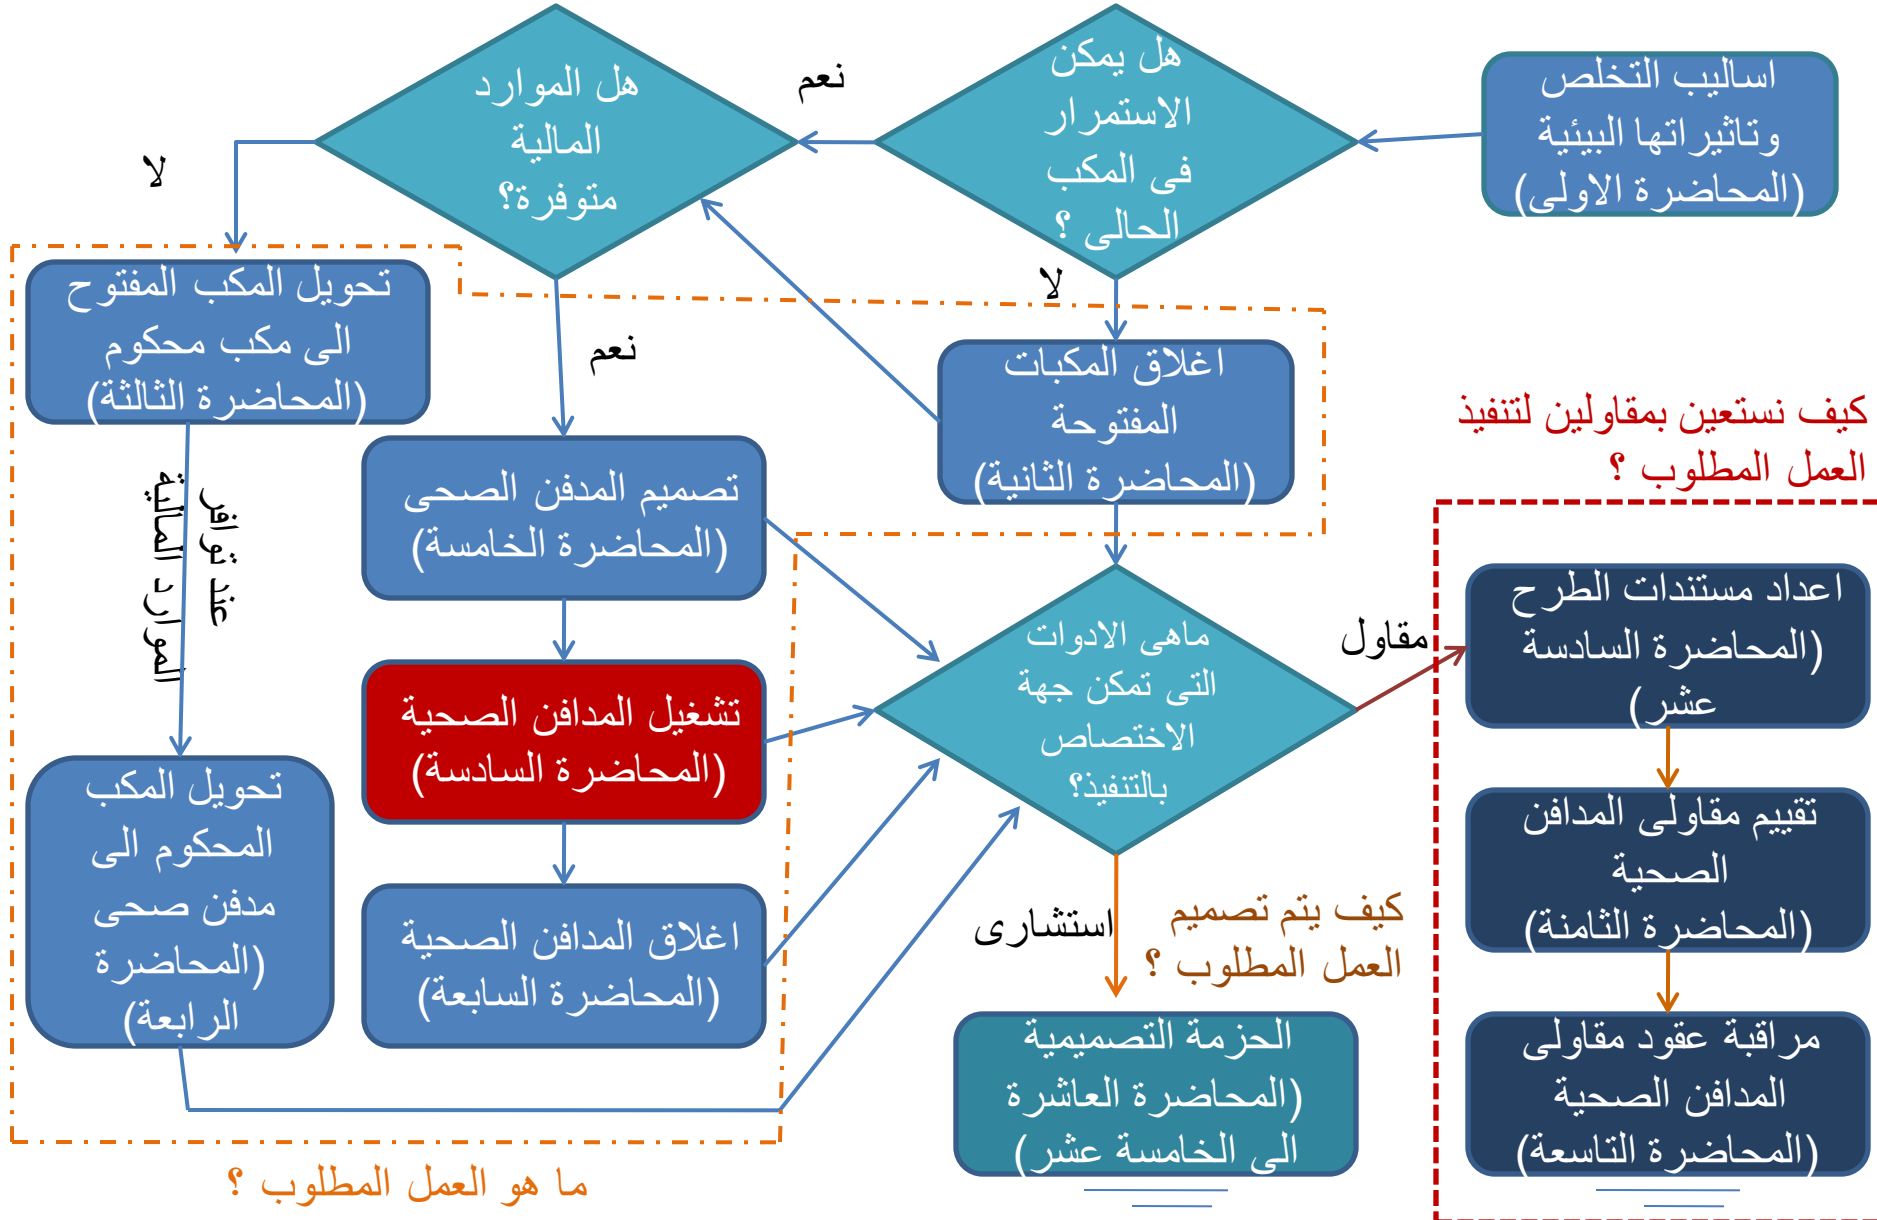 اساليب التخلص
وتاثيراتها البيئية
(المحاضرة الاولى)
هل يمكن
الاستمرار
فى المكب
الحالى ؟
نعم
لا
هل الموارد
المالية
متوفرة؟
لا
نعم
تحويل المكب المفتوح
الى مكب محكوم
(المحاضرة الثالثة)
اغلاق المكبات
المفتوحة
(المحاضرة الثانية)
عند توافر
الموارد المالية
تصميم المدفن الصحى
(المحاضرة الخامسة)
تشغيل المدافن الصحية
(المحاضرة السادسة)
اغلاق المدافن الصحية
(المحاضرة السابعة)
تحويل المكب
المحكوم الى
مدفن صحى
(المحاضرة
الرابعة)
ماهى الادوات
التى تمكن جهة
الاختصاص
بالتنفيذ؟
مقاول
استشارى
كيف نستعين بمقاولين لتنفيذ
العمل المطلوب ؟
اعداد مستندات الطرح
(المحاضرة السادسة
عشر)
تقييم مقاولى المدافن
الصحية
(المحاضرة الثامنة)
مراقبة عقود مقاولى
المدافن الصحية
(المحاضرة التاسعة)
كيف يتم تصميم
العمل المطلوب ؟
الحزمة التصميمية
(المحاضرة العاشرة
الى الخامسة عشر)
ما هو العمل المطلوب ؟